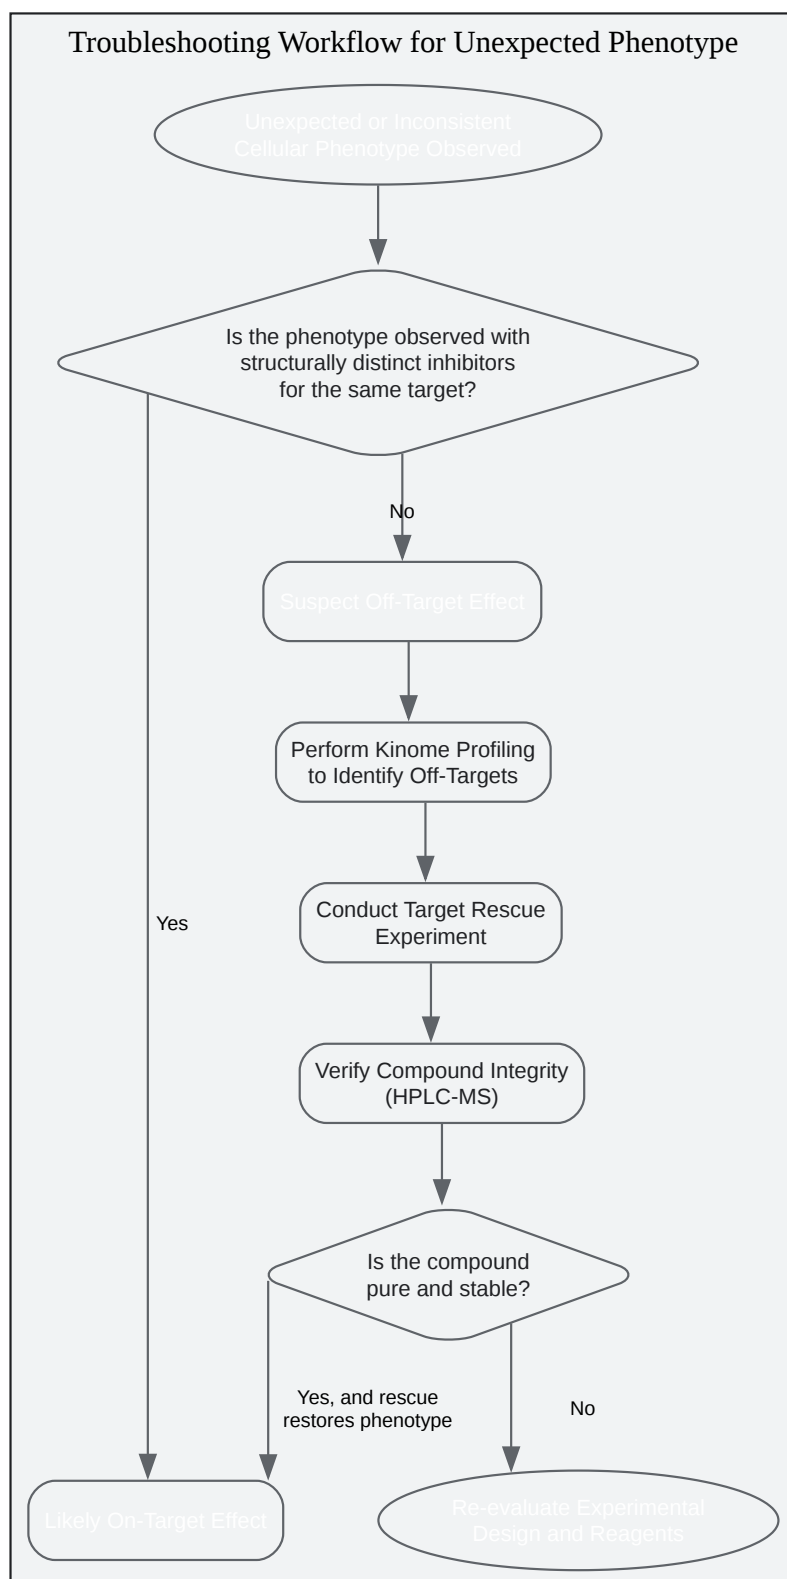 Troubleshooting Workflow for Unexpected Phenotype
Unexpected or Inconsistent
Cellular Phenotype Observed
Is the phenotype observed with
structurally distinct inhibitors
for the same target?
No
Suspect Off-Target Effect
Perform Kinome Profiling
to Identify Off-Targets
Yes
Conduct Target Rescue
Experiment
Verify Compound Integrity
(HPLC-MS)
Is the compound
pure and stable?
Yes, and rescue
restores phenotype
No
Likely On-Target Effect
Re-evaluate Experimental
Design and Reagents